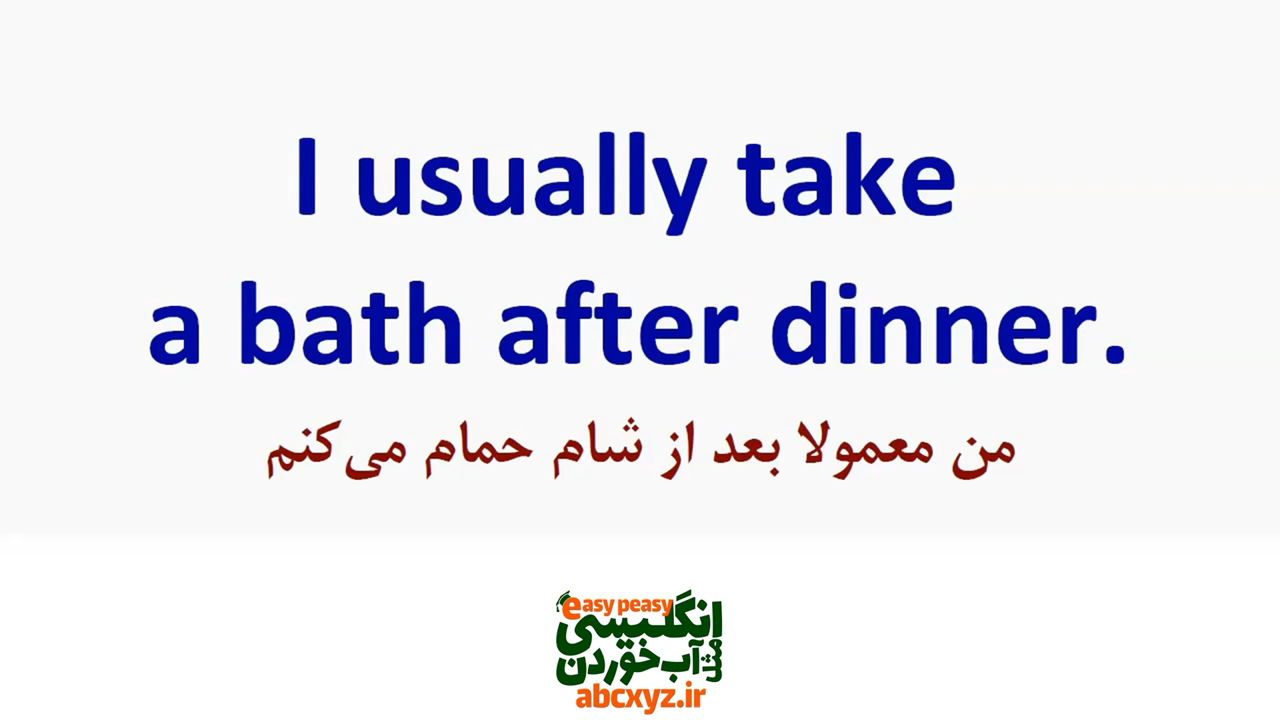 I usually take
a bath after dinner.
من معمولا بعد از شام حمام می‌کنم
easy peasy
انگلیسی
مثل آب خوردن
abcxyz.ir